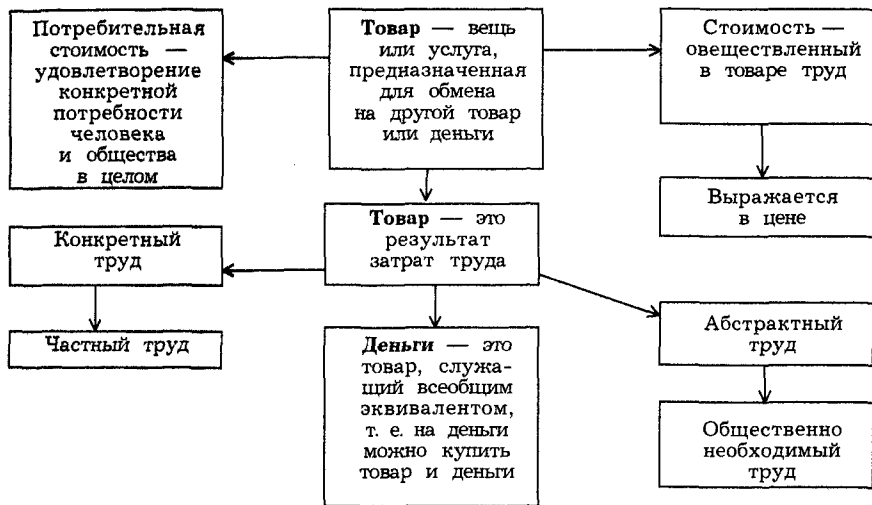 Потребительная
стоимость —
удовлетворение
конкретной
потребности
человека
и общества
в целом
Товар — вещь
или услуга,
предназначенная
для обмена
на другой товар
или деньги
Стоимость —
овеществленный
в товаре труд
Выражается
в цене
Товар — это
результат
затрат труда
Конкретный
труд
Частный труд
Деньги — это
товар, служа-
щий всеобщим
эквивалентом,
т. е. на деньги
можно купить
товар и деньги
Абстрактный
труд
Общественно
необходимый
труд